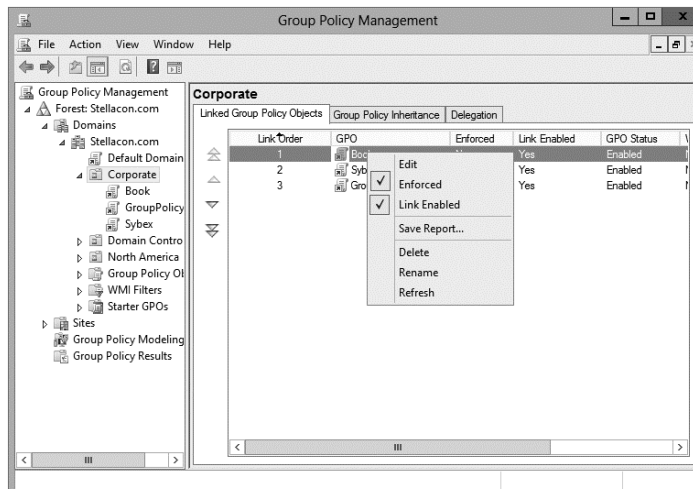 Group Policy Management
File Action View Window Help
Group Policy Management
Forest: Stellacon.com
Domains
Stellacon.com
Default Domain
Corporate
Book
GroupPolicy
Sybex
Domain Contro
North America
Group Policy Ob
WMI Filters
Starter GPOs
Sites
Group Policy Modeling
Group Policy Results
Corporate
Linked Group Policy Objects Group Policy Inheritance Delegation
Link Order GPO Enforced Link Enabled GPO Status
1 Yes Enabled
2 Syb Yes Enabled
3 Gro Yes Enabled
Edit
Enforced
Link Enabled
Save Report...
Delete
Rename
Refresh